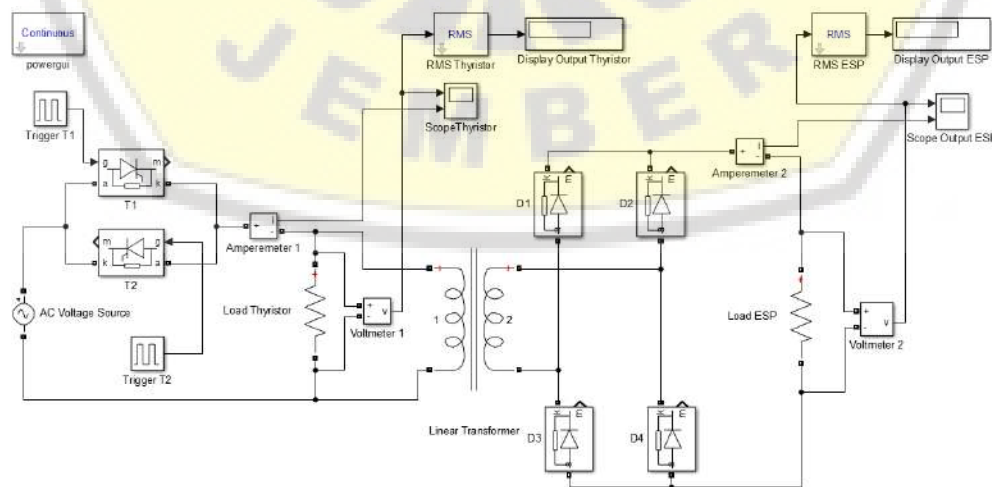 Continuous
powergui
RMS
RMS Thyristor
Display Output Thyristor
RMS
RMS ESP
Display Output ESP
JEMBER
Trigger T1
ScopeThyristor
Scope Output ESP
g
m
a
k
T1
i
+
-
Amperemeter 1
m
g
k
a
T2
i
+
-
Amperemeter 2
D1
k
m
a
D2
k
m
a
AC Voltage Source
Load Thyristor
+
+
-
v
Voltmeter 1
+
1
2
+
Load ESP
+
+
-
v
Voltmeter 2
Trigger T2
Linear Transformer
D3
k
m
a
D4
k
m
a